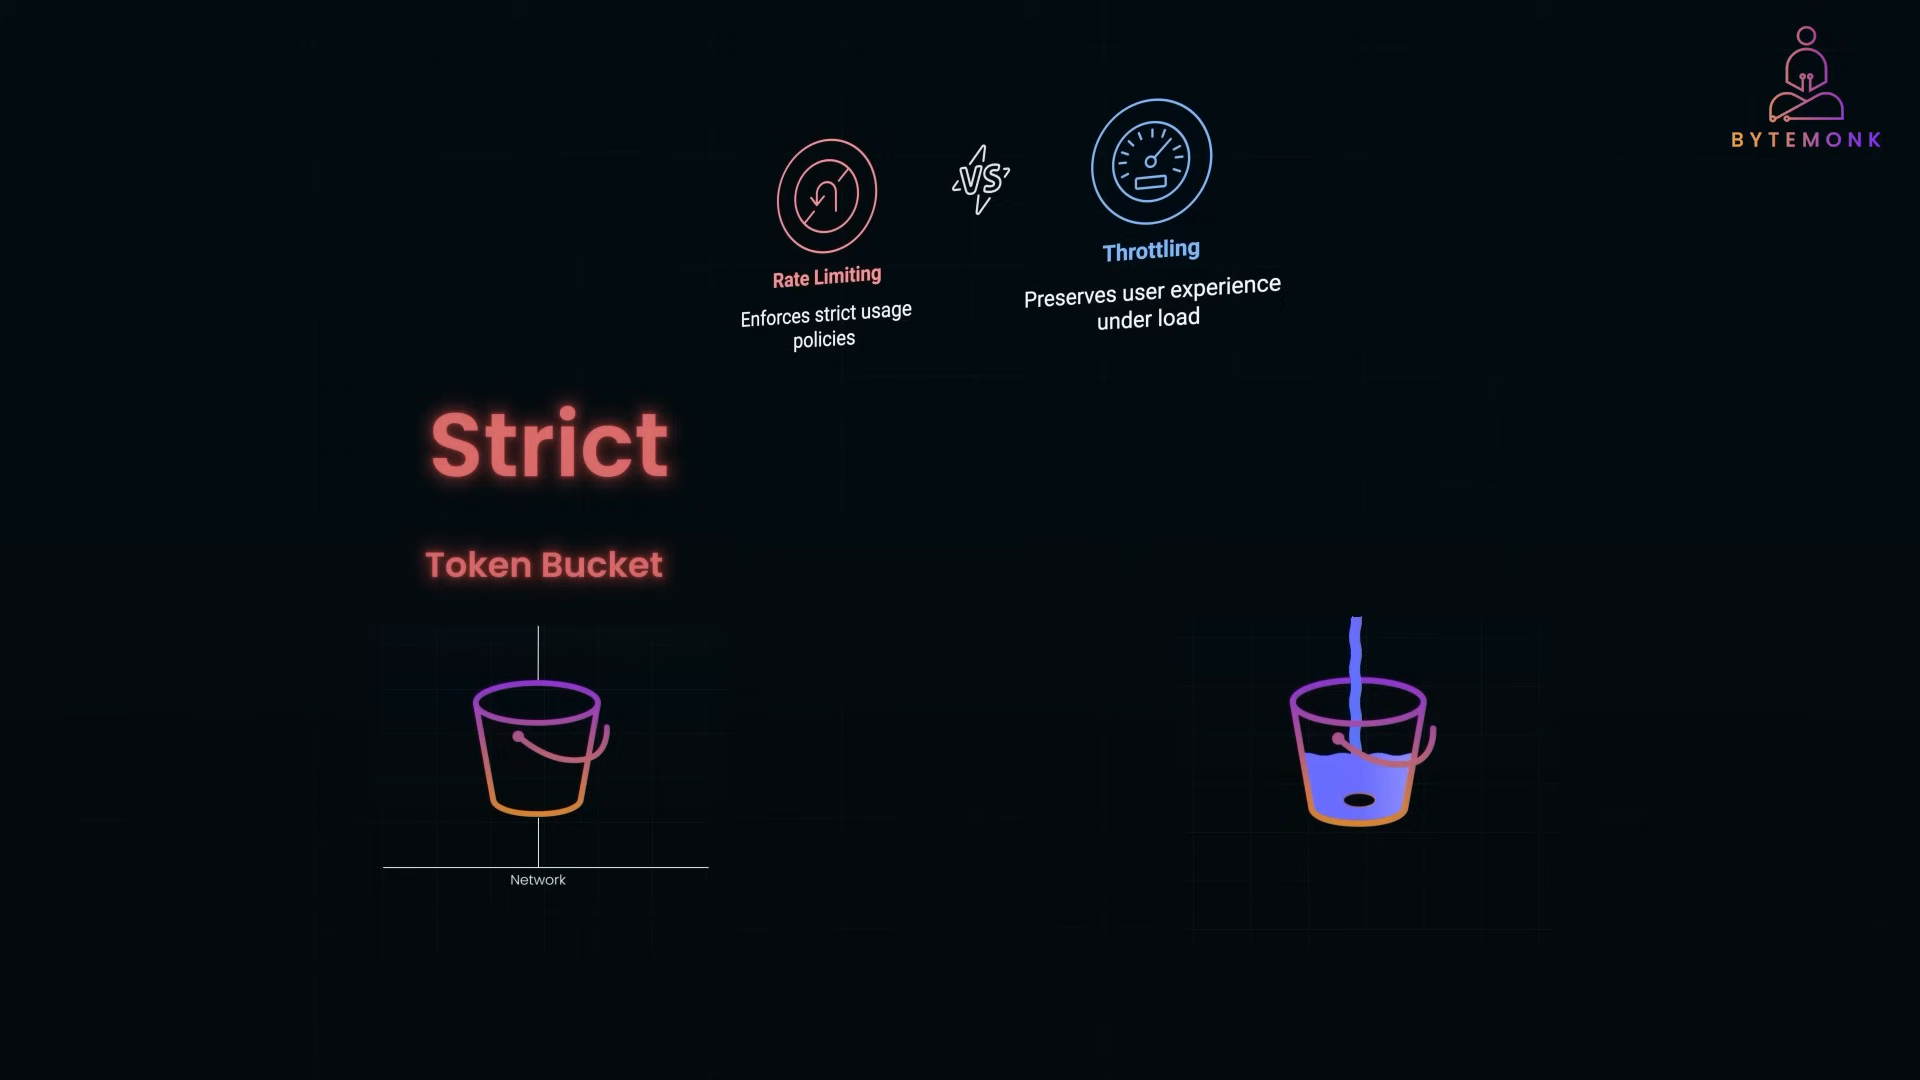 BYTEMONK
VS
Rate Limiting
Enforces strict usage
policies
Throttling
Preserves user experience
under load
Strict
Token Bucket
Network